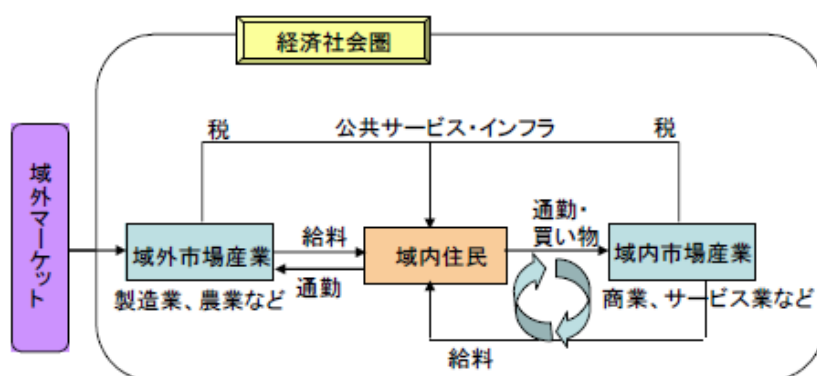 経済社会圏
税
公共サービス・インフラ
税
域外マーケット
域外市場産業
給料
通勤
域内住民
通勤・
買い物
域内市場産業
製造業、農業など
商業、サービス業など
給料